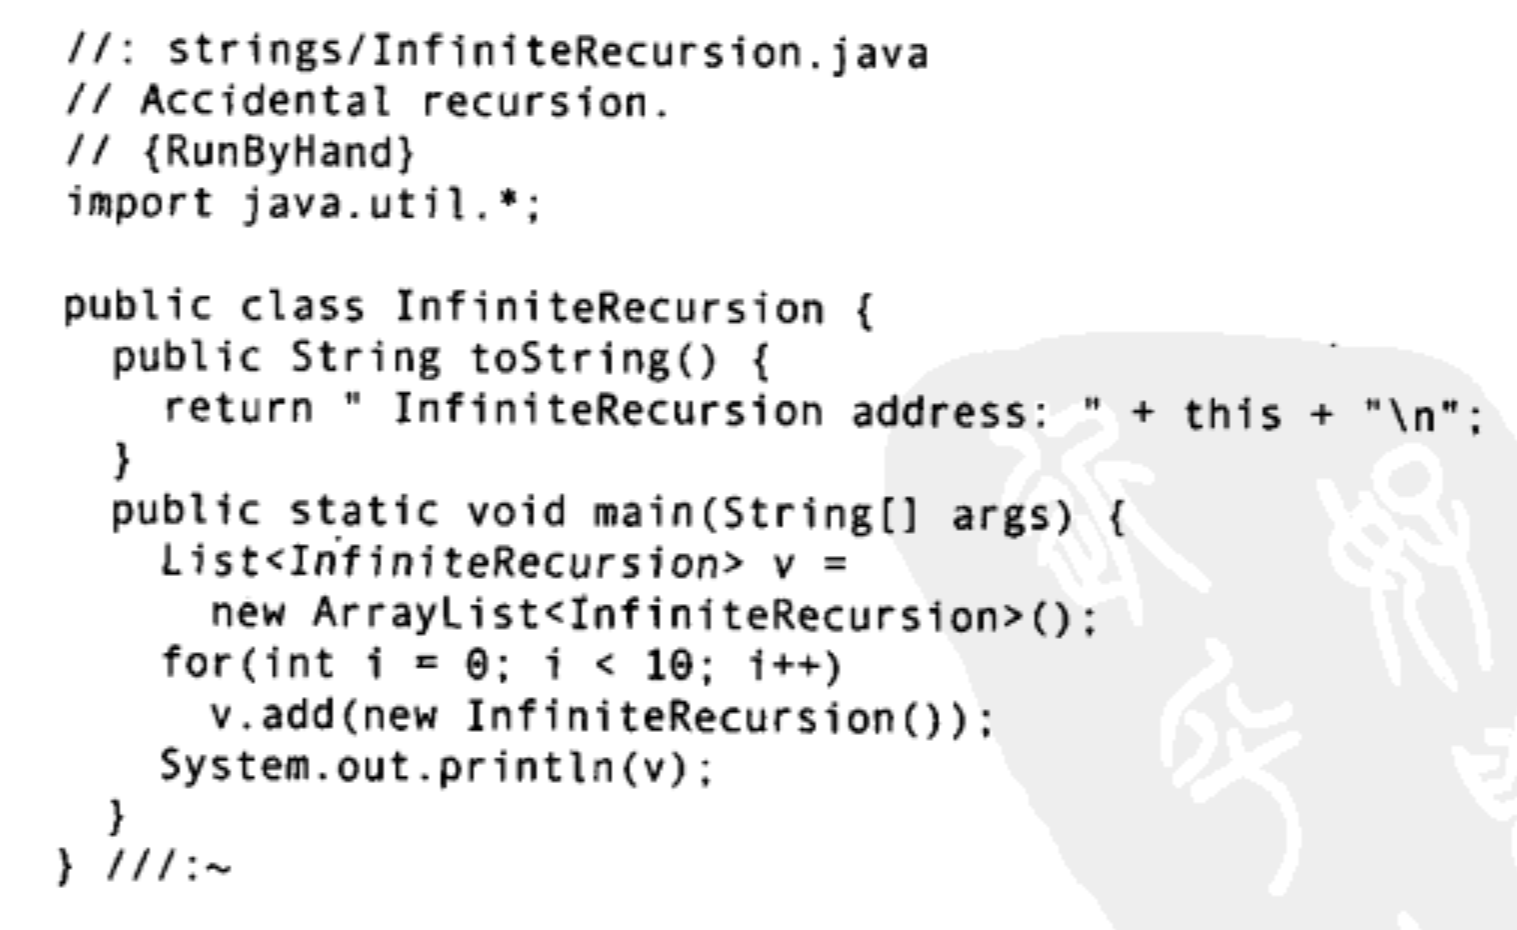 //: strings/InfiniteRecursion.java
// Accidental recursion.
// {RunByHand}
import java.util.*;

public class InfiniteRecursion {
  public String toString() {
    return " InfiniteRecursion address: " + this + "\n";
  }
  public static void main(String[] args) {
    List<InfiniteRecursion> v =
      new ArrayList<InfiniteRecursion>();
    for(int i = 0; i < 10; i++)
      v.add(new InfiniteRecursion());
    System.out.println(v);
  }
} ///:~